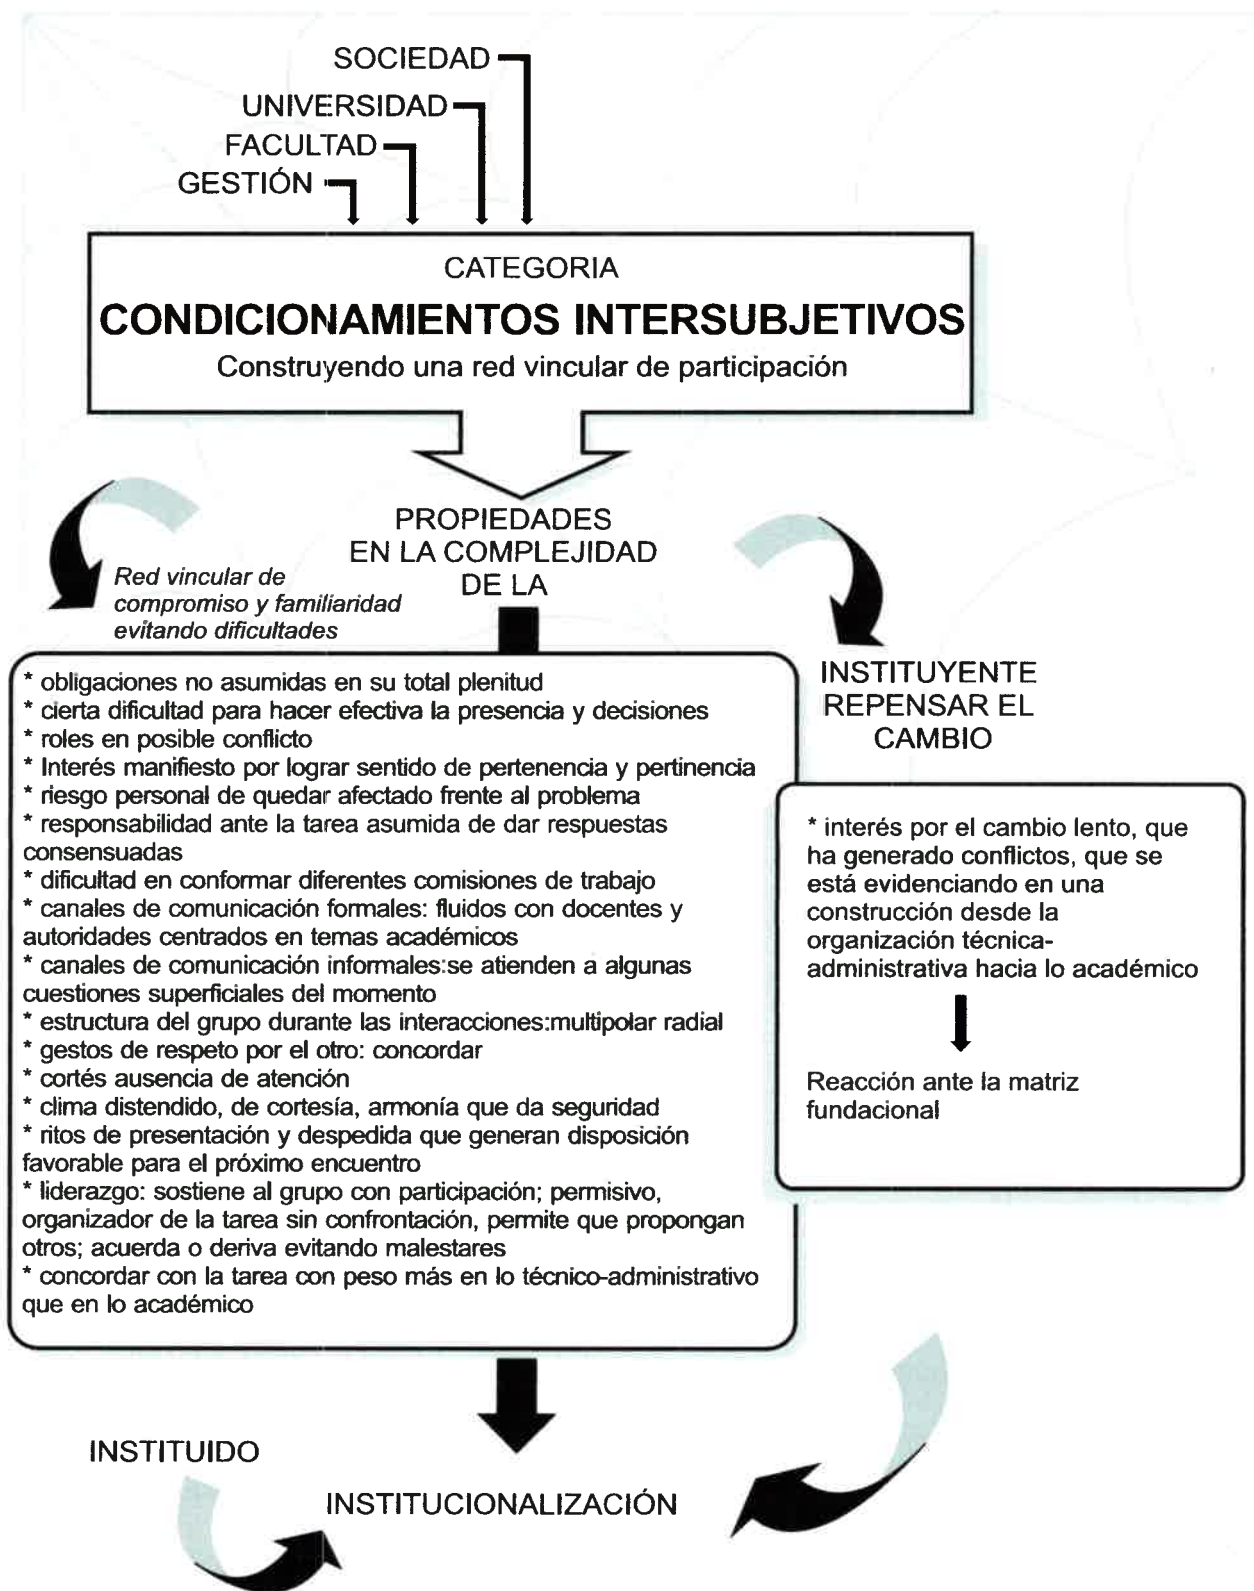 SOCIEDAD
UNIVERSIDAD
FACULTAD
GESTIÓN
CATEGORIA
CONDICIONAMIENTOS INTERSUBJETIVOS
Construyendo una red vincular de participación
PROPIEDADES
EN LA COMPLEJIDAD
DE LA
Red vincular de
compromiso y familiaridad
evitando dificultades
* obligaciones no asumidas en su total plenitud
* cierta dificultad para hacer efectiva la presencia y decisiones
* roles en posible conflicto
* Interés manifiesto por lograr sentido de pertenencia y pertinencia
* riesgo personal de quedar afectado frente al problema
* responsabilidad ante la tarea asumida de dar respuestas
consensuadas
* dificultad en conformar diferentes comisiones de trabajo
* canales de comunicación formales: fluidos con docentes y
autoridades centrados en temas académicos
* canales de comunicación informales:se atienden a algunas
cuestiones superficiales del momento
* estructura del grupo durante las interacciones:multipolar radial
* gestos de respeto por el otro: concordar
* cortés ausencia de atención
* clima distendido, de cortesía, armonía que da seguridad
* ritos de presentación y despedida que generan disposición
favorable para el próximo encuentro
* liderazgo: sostiene al grupo con participación; permisivo,
organizador de la tarea sin confrontación, permite que propongan
otros; acuerda o deriva evitando malestares
* concordar con la tarea con peso más en lo técnico-administrativo
que en lo académico
INSTITUYENTE
REPENSAR EL
CAMBIO
* interés por el cambio lento, que
ha generado conflictos, que se
está evidenciando en una
construcción desde la
organización técnica-
administrativa hacia lo académico
Reacción ante la matriz
fundacional
INSTITUIDO
INSTITUCIONALIZACIÓN